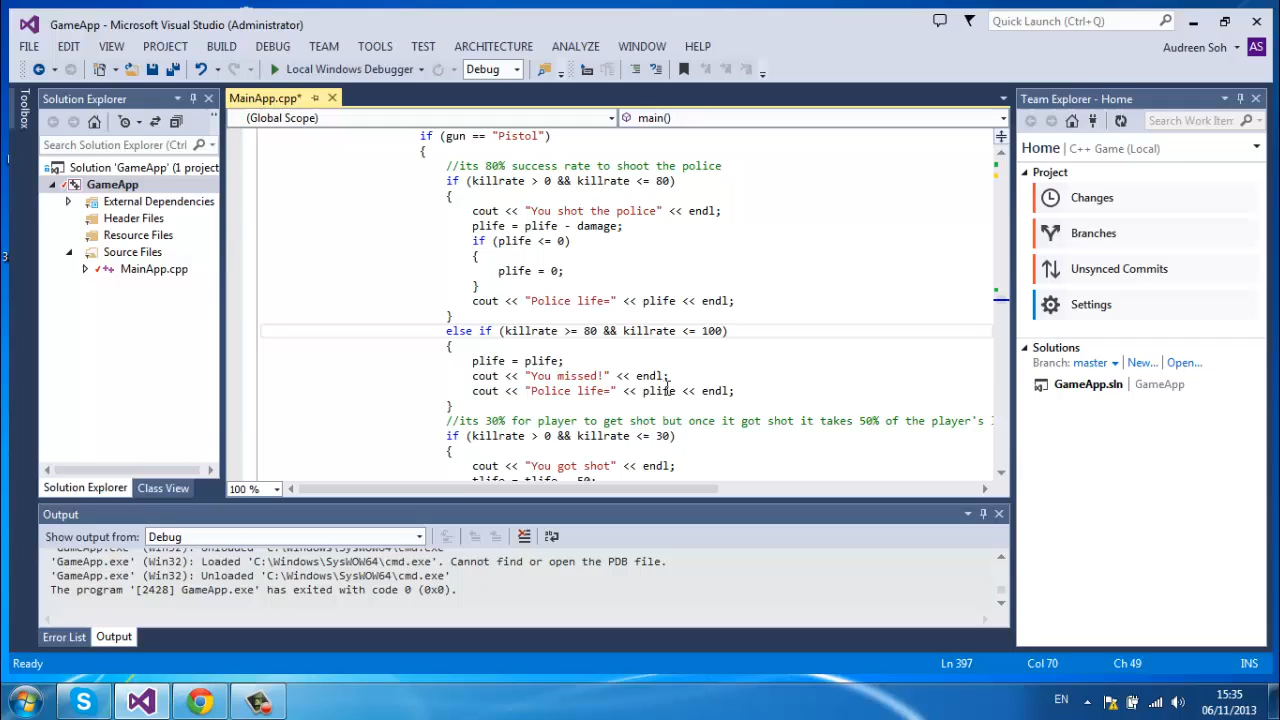 GameApp - Microsoft Visual Studio (Administrator)
Quick Launch (Ctrl+Q)
FILE EDIT VIEW PROJECT BUILD DEBUG TEAM TOOLS TEST ARCHITECTURE ANALYZE WINDOW HELP
Audreen Soh AS
Local Windows Debugger Debug
Toolbox
Solution Explorer
Search Solution Explorer (Ctrl
Solution 'GameApp' (1 project
GameApp
External Dependencies
Header Files
Resource Files
Source Files
MainApp.cpp
Solution Explorer Class View
MainApp.cpp*
(Global Scope) main()
if (gun == "Pistol")
{
//its 80% success rate to shoot the police
if (killrate > 0 && killrate <= 80)
{
cout << "You shot the police" << endl;
plife = plife - damage;
if (plife <= 0)
{
plife = 0;
}
cout << "Police life=" << plife << endl;
}
else if (killrate >= 80 && killrate <= 100)
{
plife = plife;
cout << "You missed!" << endl;
cout << "Police life=" << plife << endl;
}
//its 30% for player to get shot but once it got shot it takes 50% of the player's
if (killrate > 0 && killrate <= 30)
{
cout << "You got shot" << endl;
100 %
Team Explorer - Home
Search Work Item
Home C++ Game (Local)
Project
Changes
Branches
Unsynced Commits
Settings
Solutions
Branch: master New... Open...
GameApp.sln GameApp
Output
Show output from: Debug
'GameApp.exe' (Win32): Unloaded 'C:\Windows\SysWOW64\cmd.exe'
'GameApp.exe' (Win32): Loaded 'C:\Windows\SysWOW64\cmd.exe'. Cannot find or open the PDB file.
'GameApp.exe' (Win32): Unloaded 'C:\Windows\SysWOW64\cmd.exe'
The program '[2428] GameApp.exe' has exited with code 0 (0x0).
Error List Output
Ready Ln 397 Col 70 Ch 49 INS
EN
15:35
06/11/2013